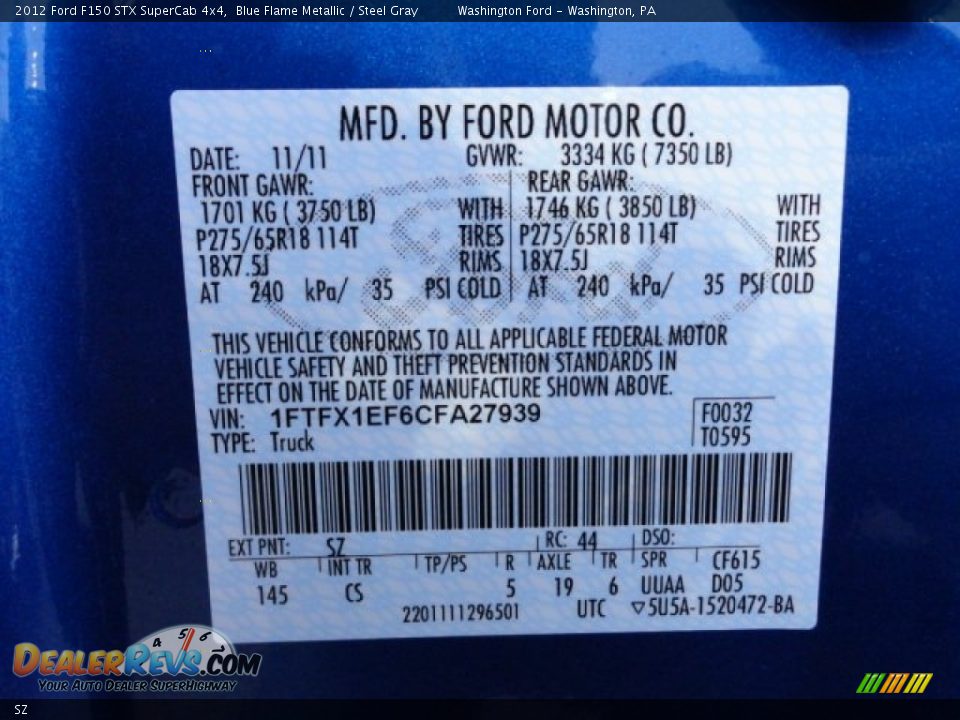 2012 Ford F150 STX SuperCab 4x4, Blue Flame Metallic / Steel Gray Washington Ford - Washington, PA
MFD. BY FORD MOTOR CO.
DATE: 11/11 GVWR: 3334 KG ( 7350 LB)
FRONT GAWR: REAR GAWR:
1701 KG ( 3750 LB) WITH 1746 KG ( 3850 LB) WITH
P275/65R18 114T TIRES P275/65R18 114T TIRES
18X7.5J RIMS 18X7.5J RIMS
AT 240 kPa/ 35 PSI COLD AT 240 kPa/ 35 PSI COLD
THIS VEHICLE CONFORMS TO ALL APPLICABLE FEDERAL MOTOR
VEHICLE SAFETY AND THEFT PREVENTION STANDARDS IN
EFFECT ON THE DATE OF MANUFACTURE SHOWN ABOVE.
VIN: 1FTFX1EF6CFA27939 F0032
TYPE: Truck T0595
EXT PNT: SZ RC: 44 DSO:
WB INT TR TP/PS R AXLE TR SPR CF615
145 CS 5 19 6 UUAA D05
2201111296501 UTC ▽5U5A-1520472-BA
4 5 6 7
DEALERREVS.COM
YOUR AUTO DEALER SUPERHIGHWAY
SZ